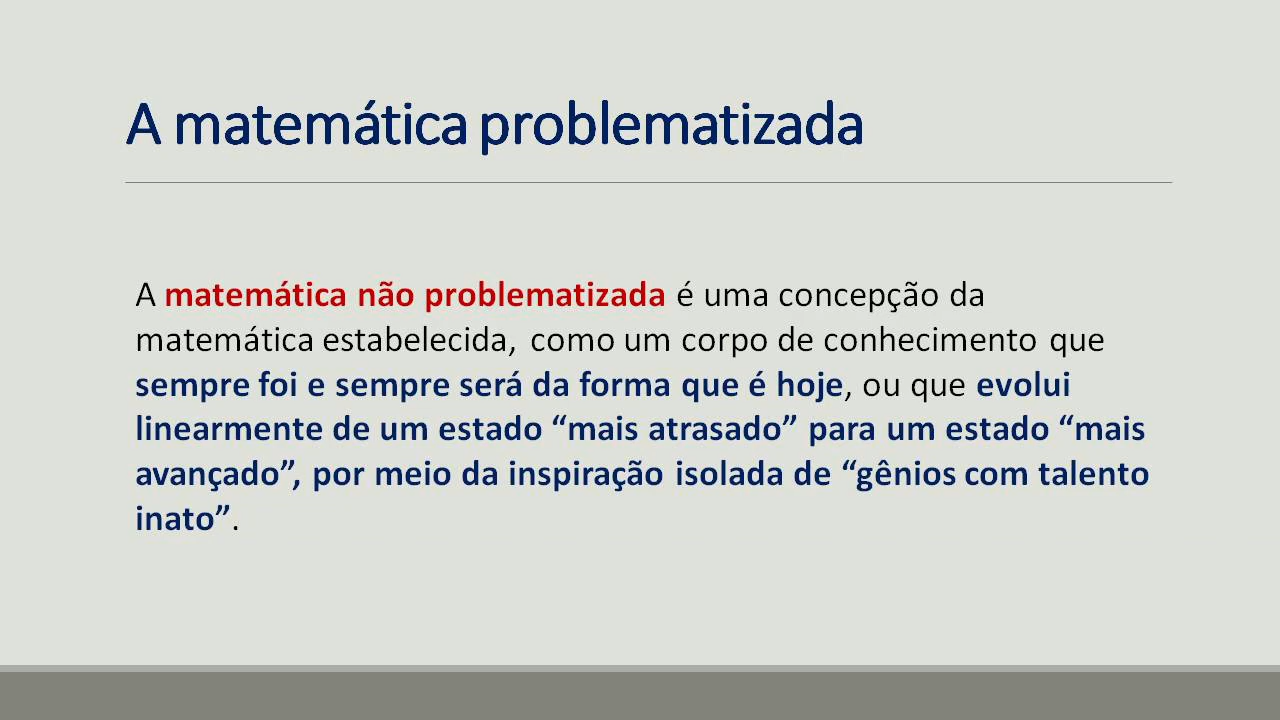 A matemática problematizada
A matemática não problematizada é uma concepção da
matemática estabelecida, como um corpo de conhecimento que
sempre foi e sempre será da forma que é hoje, ou que evolui
linearmente de um estado “mais atrasado” para um estado “mais
avançado”, por meio da inspiração isolada de “gênios com talento
inato”.